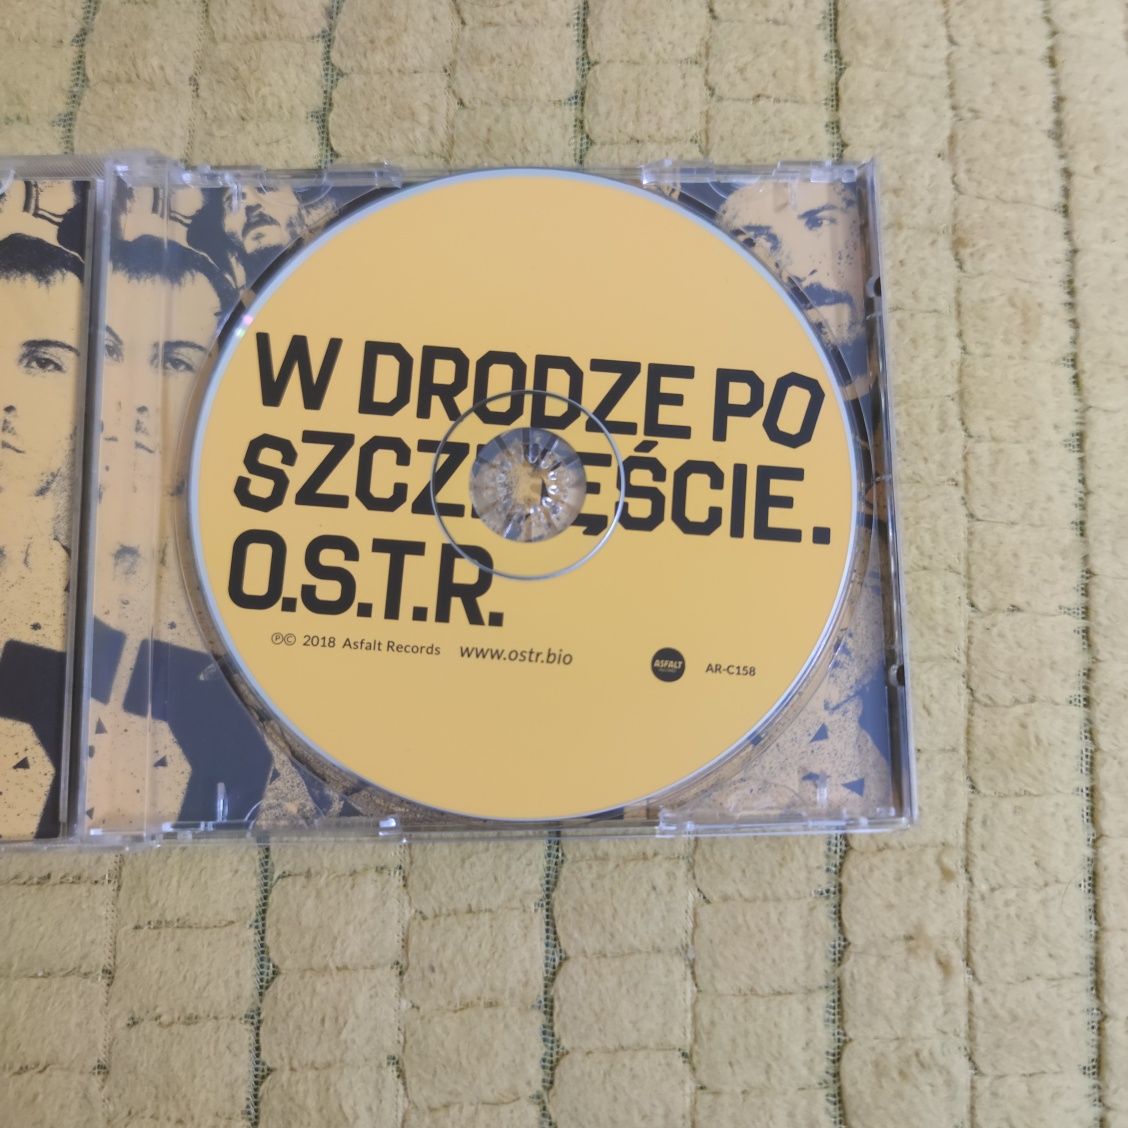 W DRODZE PO
SZCZĘŚCIE.
O.S.T.R.
℗© 2018 Asfalt Records www.ostr.bio
ASFALT
AR-C158